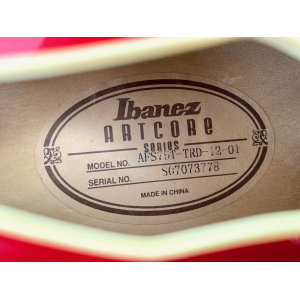 Ibanez
ARTCORE
SERIES
MODEL NO. AFS75T-TRD-12-01
SERIAL NO. SG7073778
MADE IN CHINA